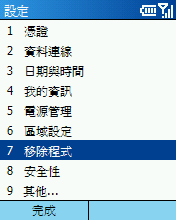 設定
1 憑證
2 資料連線
3 日期與時間
4 我的資訊
5 電源管理
6 區域設定
7 移除程式
8 安全性
9 其他...
完成